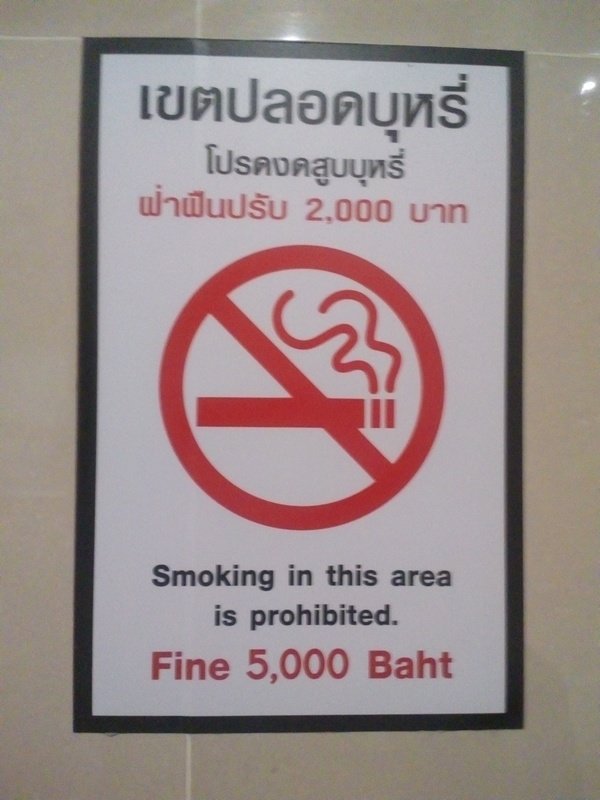 เขตปลอดบุหรี่
โปรดงดสูบบุหรี่
ฝ่าฝืนปรับ 2,000 บาท
Smoking in this area
is prohibited.
Fine 5,000 Baht